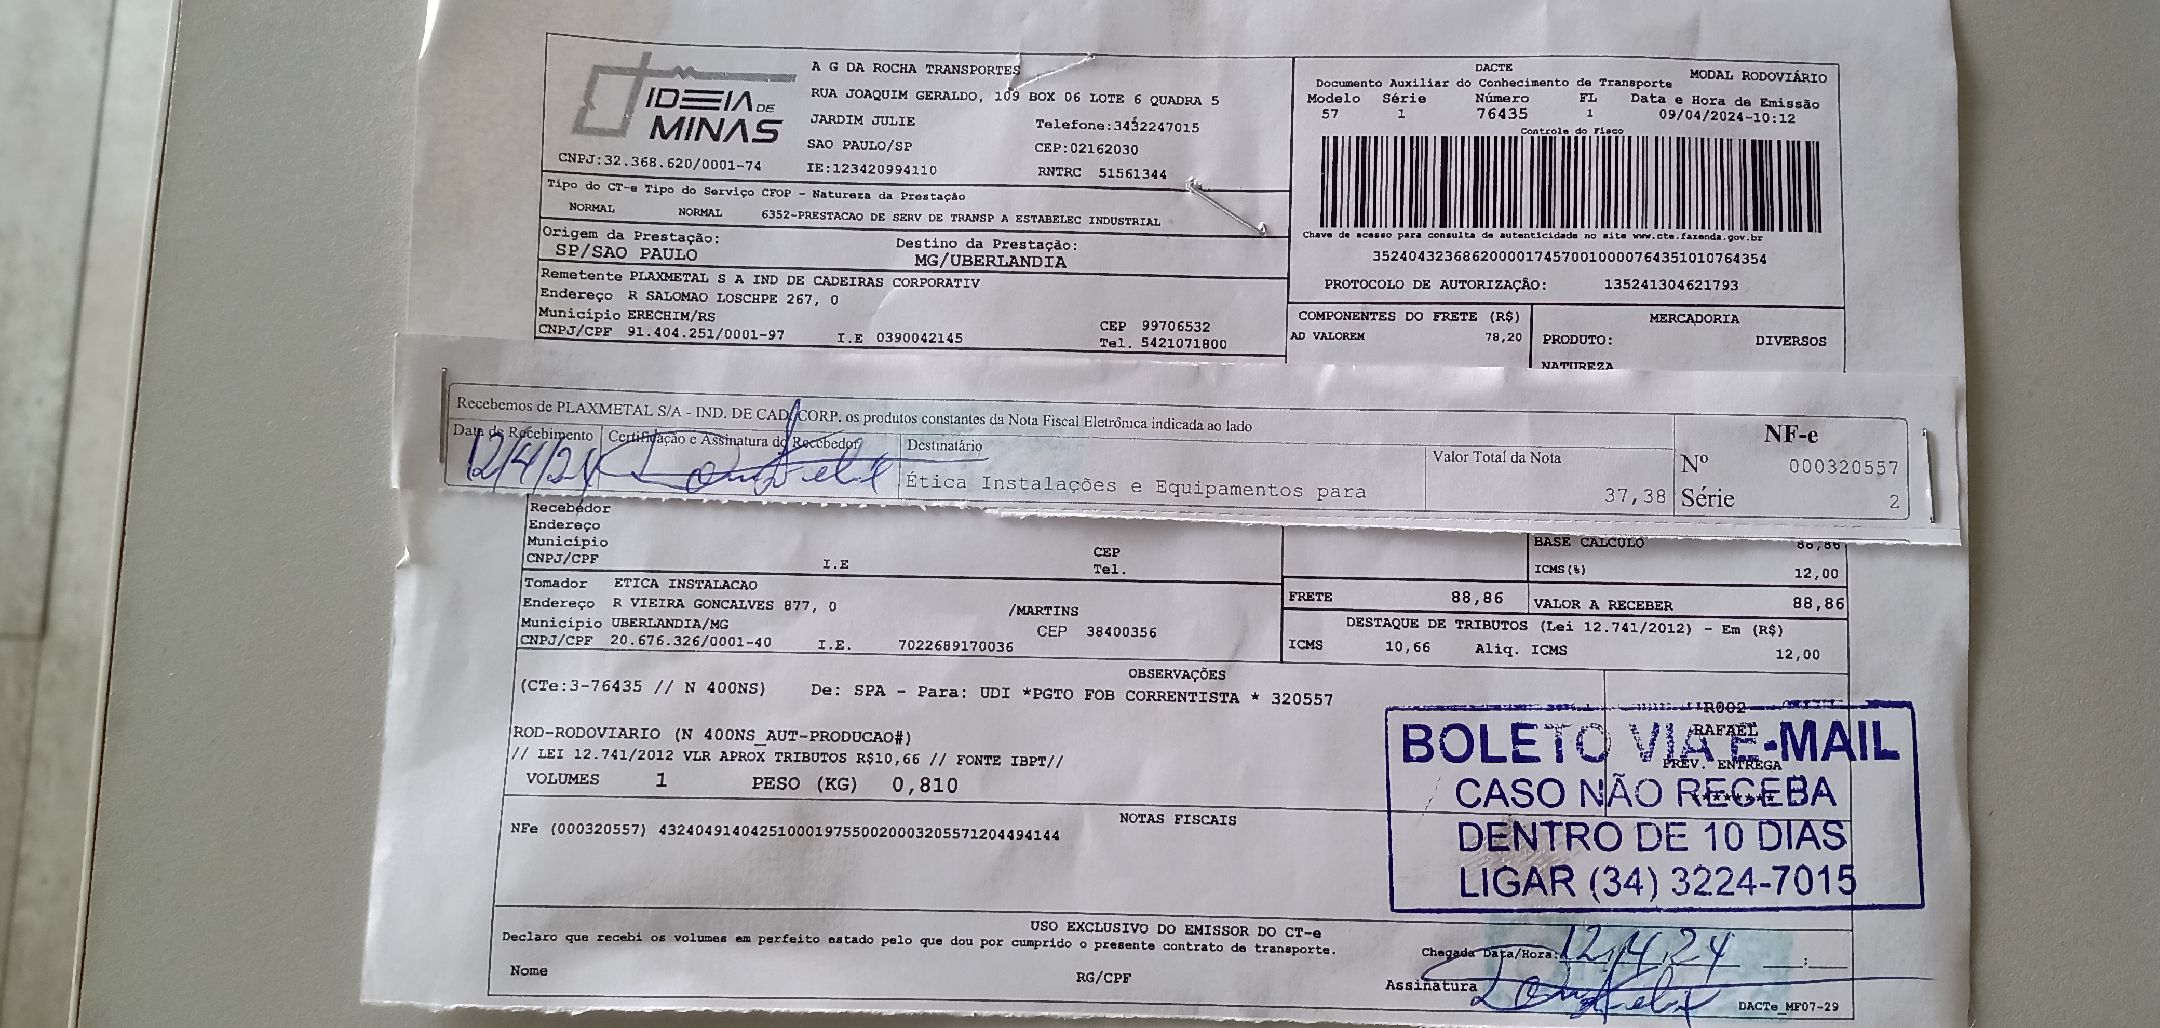 IDEIA DE MINAS
A G DA ROCHA TRANSPORTES
RUA JOAQUIM GERALDO, 109 BOX 06 LOTE 6 QUADRA 5
JARDIM JULIE Telefone:3432247015
SAO PAULO/SP CEP:02162030
CNPJ:32.368.620/0001-74 IE:123420994110 RNTRC 51561344
DACTE MODAL RODOVIÁRIO
Documento Auxiliar do Conhecimento de Transporte
Modelo Série Número FL Data e Hora de Emissão
57 1 76435 1 09/04/2024-10:12
Controle do Fisco
Chave de acesso para consulta de autenticidade no site www.cte.fazenda.gov.br
35240432368620000174570010000764351010764354
PROTOCOLO DE AUTORIZAÇÃO: 135241304621793
Tipo do CT-e Tipo do Serviço CFOP - Natureza da Prestação
NORMAL NORMAL 6352-PRESTACAO DE SERV DE TRANSP A ESTABELEC INDUSTRIAL
Origem da Prestação: Destino da Prestação:
SP/SAO PAULO MG/UBERLANDIA
Remetente PLAXMETAL S A IND DE CADEIRAS CORPORATIV
Endereço R SALOMAO LOSCHPE 267, 0
Município ERECHIM/RS CEP 99706532
CNPJ/CPF 91.404.251/0001-97 I.E 0390042145 Tel. 5421071800
COMPONENTES DO FRETE (R$) MERCADORIA
AD VALOREM 78,20 PRODUTO: DIVERSOS
NATUREZA
Recebemos de PLAXMETAL S/A - IND. DE CAD. CORP. os produtos constantes da Nota Fiscal Eletrônica indicada ao lado
Data de Recebimento Certificação e Assinatura do Recebedor Destinatário Valor Total da Nota
12/4/24 Ética Instalações e Equipamentos para 37,38
NF-e
Nº 000320557
Série 2
Recebedor
Endereço
Município CEP
CNPJ/CPF I.E Tel.
BASE CALCULO 88,86
ICMS(%) 12,00
Tomador ETICA INSTALACAO
Endereço R VIEIRA GONCALVES 877, 0 /MARTINS
Município UBERLANDIA/MG CEP 38400356
CNPJ/CPF 20.676.326/0001-40 I.E. 7022689170036
FRETE 88,86 VALOR A RECEBER 88,86
DESTAQUE DE TRIBUTOS (Lei 12.741/2012) - Em (R$)
ICMS 10,66 Aliq. ICMS 12,00
OBSERVAÇÕES
(CTe:3-76435 // N 400NS) De: SPA - Para: UDI *PGTO FOB CORRENTISTA * 320557
ROD-RODOVIARIO (N 400NS_AUT-PRODUCAO#)
// LEI 12.741/2012 VLR APROX TRIBUTOS R$10,66 // FONTE IBPT//
VOLUMES 1 PESO (KG) 0,810
R002
RAFAEL
PREV. ENTREGA
BOLETO VIA E-MAIL
CASO NÃO RECEBA
DENTRO DE 10 DIAS
LIGAR (34) 3224-7015
NOTAS FISCAIS
NFe (000320557) 43240491404251000197550020003205571204494144
USO EXCLUSIVO DO EMISSOR DO CT-e
Declaro que recebi os volumes em perfeito estado pelo que dou por cumprido o presente contrato de transporte.
Nome RG/CPF
Chegada Data/Hora: 12/4/24
Assinatura
DACTe_MF07-29